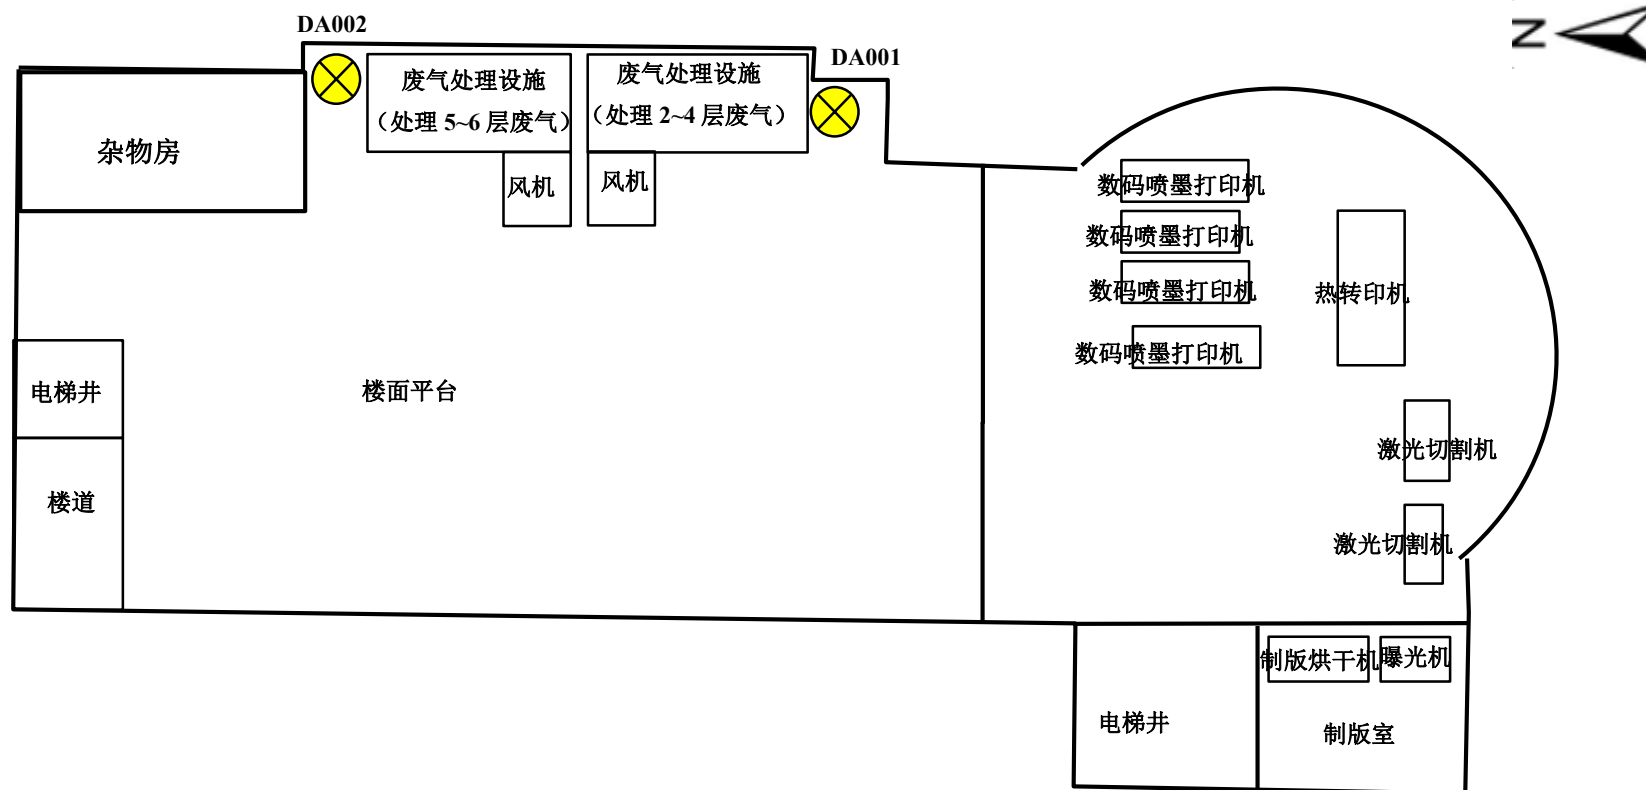 DA002
DA001
N
废气处理设施
(处理 5~6 层废气)
废气处理设施
(处理 2~4 层废气)
杂物房
风机
风机
数码喷墨打印机
数码喷墨打印机
数码喷墨打印机
数码喷墨打印机
热转印机
电梯井
楼面平台
激光切割机
楼道
激光切割机
制版烘干机
曝光机
电梯井
制版室